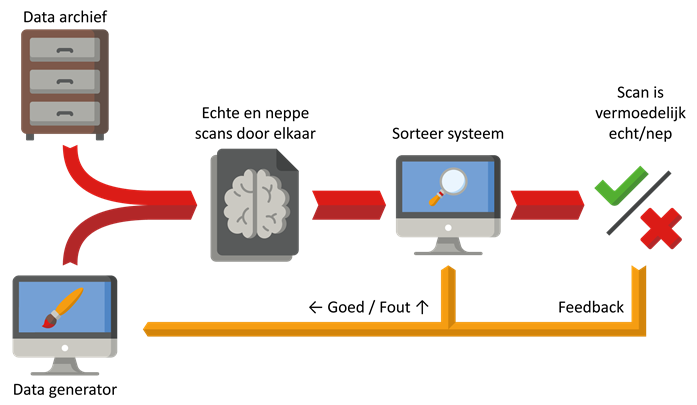 Data archief
Echte en neppe
scans door elkaar
Sorteer systeem
Scan is
vermoedelijk
echt/nep
← Goed / Fout ↑
Feedback
Data generator